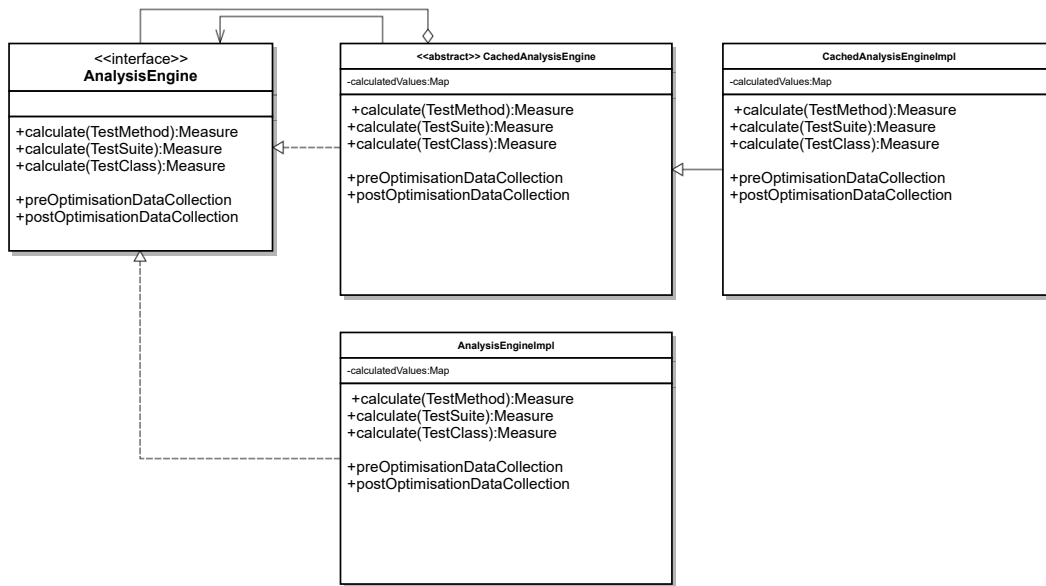 <<interface>>
AnalysisEngine
+calculate(TestMethod):Measure
+calculate(TestSuite):Measure
+calculate(TestClass):Measure
+preOptimisationDataCollection
+postOptimisationDataCollection
<<abstract>> CachedAnalysisEngine
-calculatedValues:Map
+calculate(TestMethod):Measure
+calculate(TestSuite):Measure
+calculate(TestClass):Measure
+preOptimisationDataCollection
+postOptimisationDataCollection
CachedAnalysisEngineImpl
-calculatedValues:Map
+calculate(TestMethod):Measure
+calculate(TestSuite):Measure
+calculate(TestClass):Measure
+preOptimisationDataCollection
+postOptimisationDataCollection
AnalysisEngineImpl
-calculatedValues:Map
+calculate(TestMethod):Measure
+calculate(TestSuite):Measure
+calculate(TestClass):Measure
+preOptimisationDataCollection
+postOptimisationDataCollection